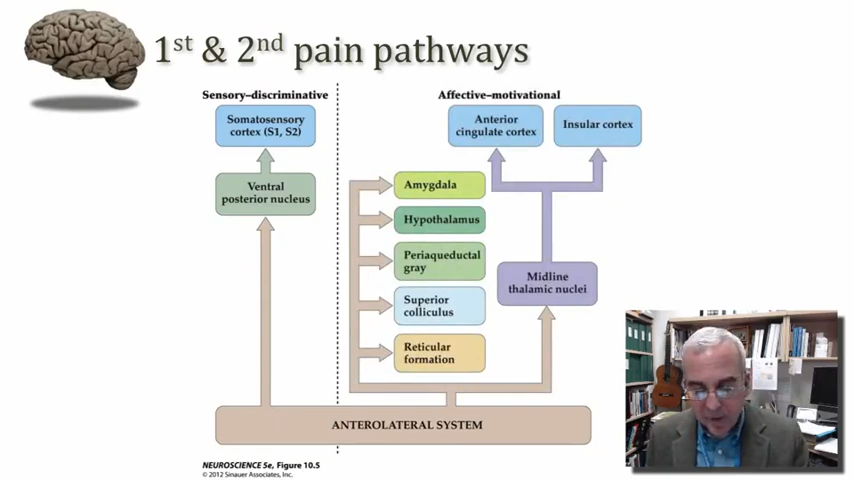 1st & 2nd pain pathways
Sensory–discriminative
Affective–motivational
Somatosensory
cortex (S1, S2)
Anterior
cingulate cortex
Insular cortex
Ventral
posterior nucleus
Amygdala
Hypothalamus
Periaqueductal
gray
Midline
thalamic nuclei
Superior
colliculus
Reticular
formation
ANTEROLATERAL SYSTEM
NEUROSCIENCE 5e, Figure 10.5
© 2012 Sinauer Associates, Inc.